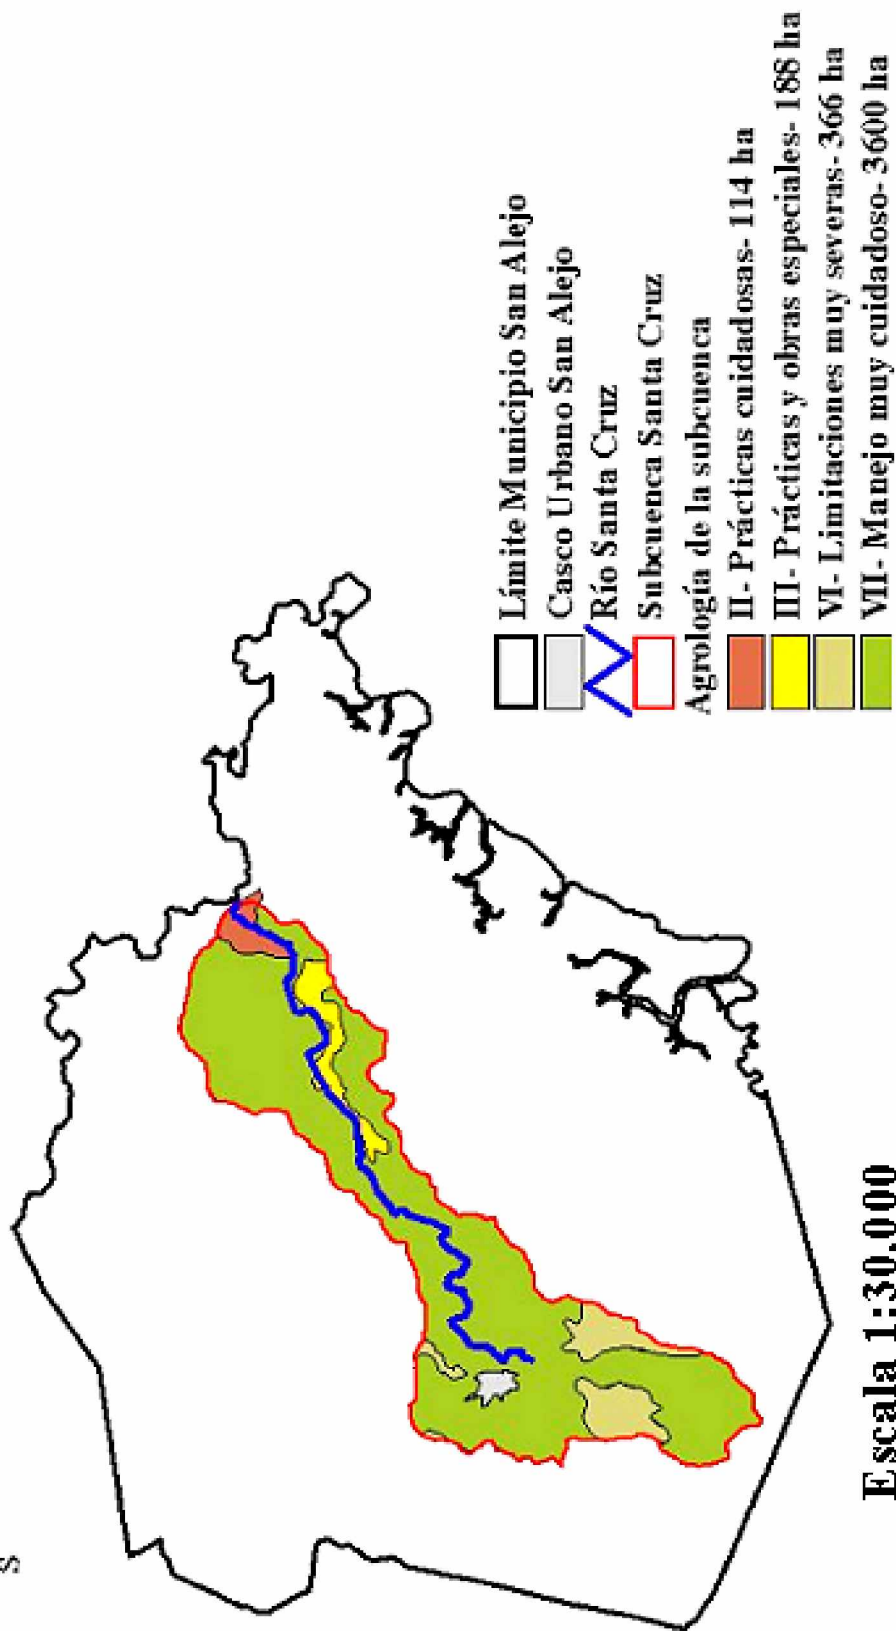 S
Límite Municipio San Alejo
Casco Urbano San Alejo
Río Santa Cruz
Subcuenca Santa Cruz
Agrología de la subcuenca
II- Prácticas cuidadosas- 114 ha
III- Prácticas y obras especiales- 188 ha
VI- Limitaciones muy severas- 366 ha
VII- Manejo muy cuidadoso- 3600 ha
Escala 1:30.000